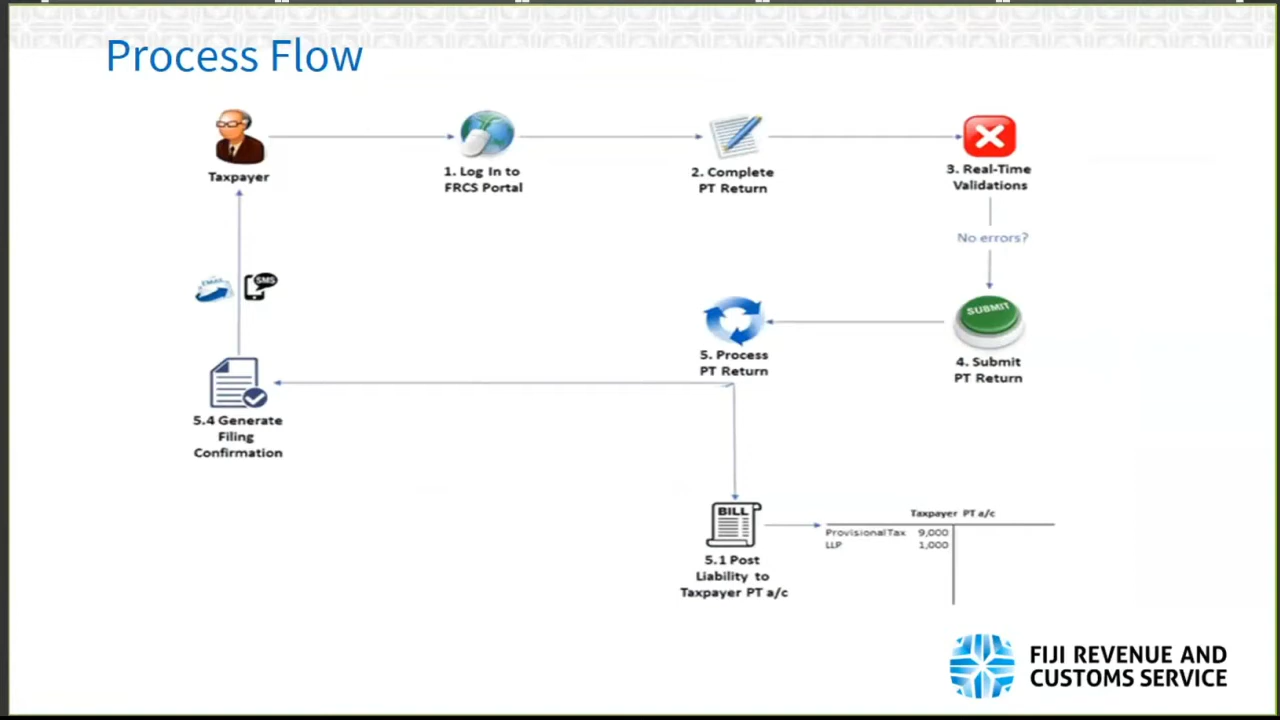 Process Flow
Taxpayer
1. Log In to
FRCS Portal
2. Complete
PT Return
3. Real-Time
Validations
No errors?
EMAIL
SMS
SUBMIT
4. Submit
PT Return
5. Process
PT Return
5.4 Generate
Filing
Confirmation
BILL
5.1 Post
Liability to
Taxpayer PT a/c
Taxpayer PT a/c
ProvisionalTax 9,000
LLP 1,000
FIJI REVENUE AND
CUSTOMS SERVICE